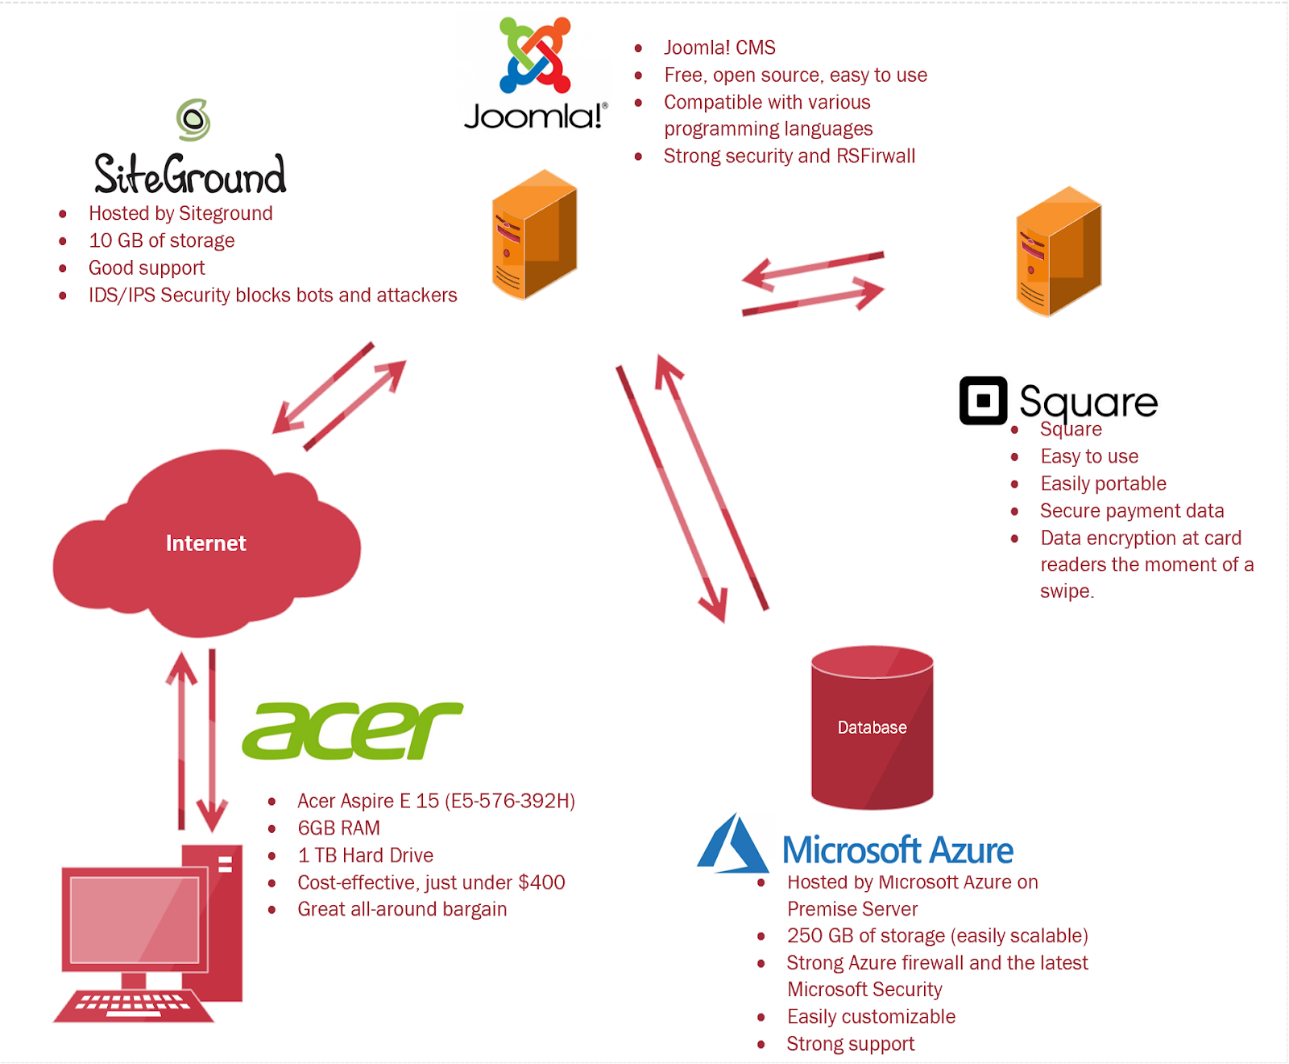 Joomla!®
• Joomla! CMS
• Free, open source, easy to use
• Compatible with various
programming languages
• Strong security and RSFirwall
SiteGround
• Hosted by Siteground
• 10 GB of storage
• Good support
• IDS/IPS Security blocks bots and attackers
Square
• Square
• Easy to use
• Easily portable
• Secure payment data
• Data encryption at card
readers the moment of a
swipe.
Internet
acer
• Acer Aspire E 15 (E5-576-392H)
• 6GB RAM
• 1 TB Hard Drive
• Cost-effective, just under $400
• Great all-around bargain
Database
Microsoft Azure
• Hosted by Microsoft Azure on
Premise Server
• 250 GB of storage (easily scalable)
• Strong Azure firewall and the latest
Microsoft Security
• Easily customizable
• Strong support